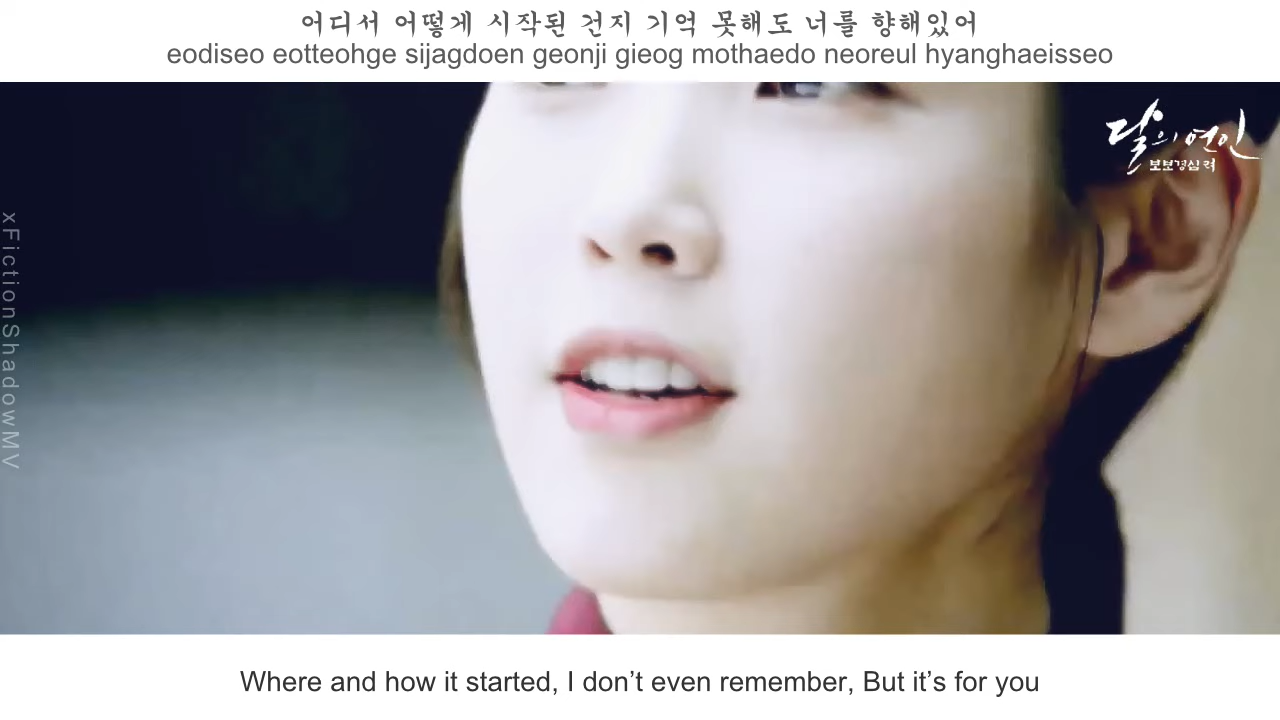 어디서 어떻게 시작된 건지 기억 못해도 너를 향해있어
eodiseo eotteohge sijagdoen geonji gieog mothaedo neoreul hyanghaeisseo
달의 연인
보보경심 려
xFictionShadowMV
Where and how it started, I don’t even remember, But it’s for you